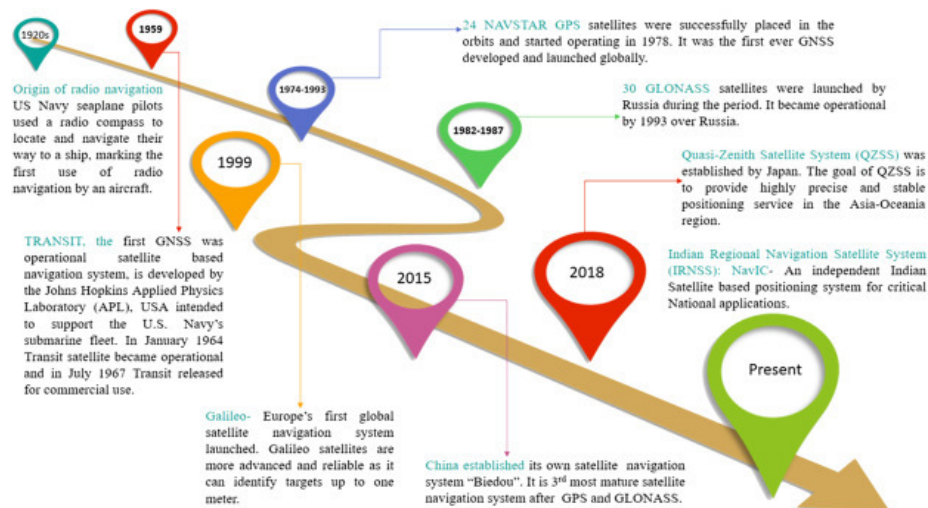 1920s
Origin of radio navigation
US Navy seaplane pilots
used a radio compass to
locate and navigate their
way to a ship, marking the
first use of radio
navigation by an aircraft.
1959
TRANSIT, the first GNSS was
operational satellite based
navigation system, is developed by
the Johns Hopkins Applied Physics
Laboratory (APL), USA intended
to support the U.S. Navy's
submarine fleet. In January 1964
Transit satellite became operational
and in July 1967 Transit released
for commercial use.
1974-1993
24 NAVSTAR GPS satellites were successfully placed in the
orbits and started operating in 1978. It was the first ever GNSS
developed and launched globally.
1982-1987
30 GLONASS satellites were launched by
Russia during the period. It became operational
by 1993 over Russia.
1999
Galileo- Europe's first global
satellite navigation system
launched. Galileo satellites are
more advanced and reliable as it
can identify targets up to one
meter.
2015
China established its own satellite navigation
system "Biedou". It is 3rd most mature satellite
navigation system after GPS and GLONASS.
2018
Quasi-Zenith Satellite System (QZSS) was
established by Japan. The goal of QZSS is
to provide highly precise and stable
positioning service in the Asia-Oceania
region.
Present
Indian Regional Navigation Satellite System
(IRNSS): NavIC- An independent Indian
Satellite based positioning system for critical
National applications.